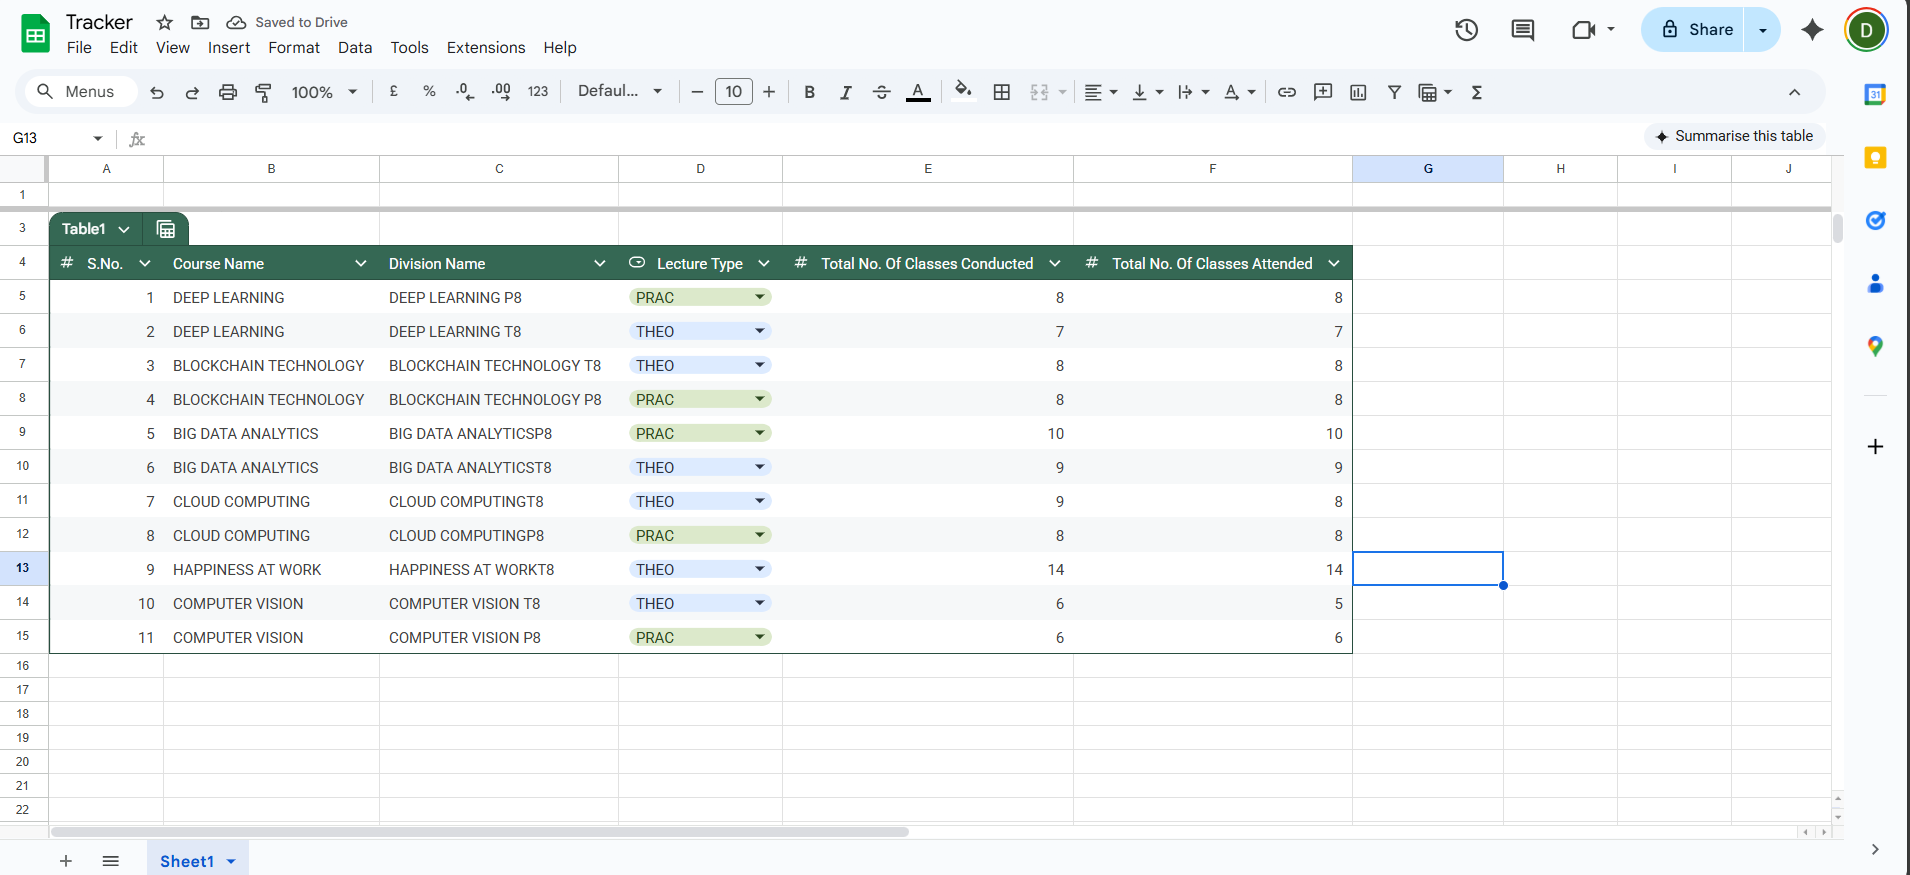 Tracker Saved to Drive
File Edit View Insert Format Data Tools Extensions Help
Share
D
Menus 100% £ % .0 .00 123 Defaul... 10 B I A
31
G13 fx Summarise this table
A B C D E F G H I J
1
3 Table1
4 # S.No. Course Name Division Name Lecture Type # Total No. Of Classes Conducted # Total No. Of Classes Attended
5 1 DEEP LEARNING DEEP LEARNING P8 PRAC 8 8
6 2 DEEP LEARNING DEEP LEARNING T8 THEO 7 7
7 3 BLOCKCHAIN TECHNOLOGY BLOCKCHAIN TECHNOLOGY T8 THEO 8 8
8 4 BLOCKCHAIN TECHNOLOGY BLOCKCHAIN TECHNOLOGY P8 PRAC 8 8
9 5 BIG DATA ANALYTICS BIG DATA ANALYTICSP8 PRAC 10 10
10 6 BIG DATA ANALYTICS BIG DATA ANALYTICST8 THEO 9 9
11 7 CLOUD COMPUTING CLOUD COMPUTINGT8 THEO 9 8
12 8 CLOUD COMPUTING CLOUD COMPUTINGP8 PRAC 8 8
13 9 HAPPINESS AT WORK HAPPINESS AT WORKT8 THEO 14 14
14 10 COMPUTER VISION COMPUTER VISION T8 THEO 6 5
15 11 COMPUTER VISION COMPUTER VISION P8 PRAC 6 6
16
17
18
19
20
21
22
Sheet1